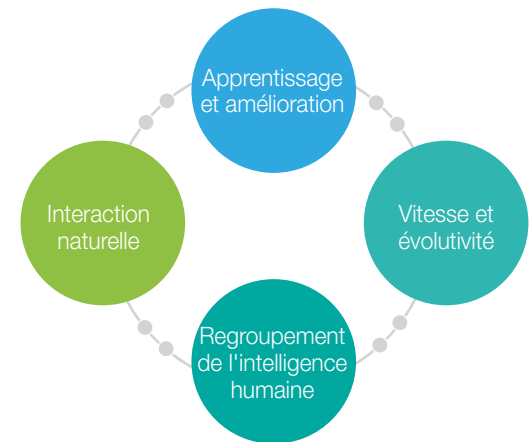 Apprentissage
et amélioration
Interaction
naturelle
Vitesse et
évolutivité
Regroupement
de l'intelligence
humaine